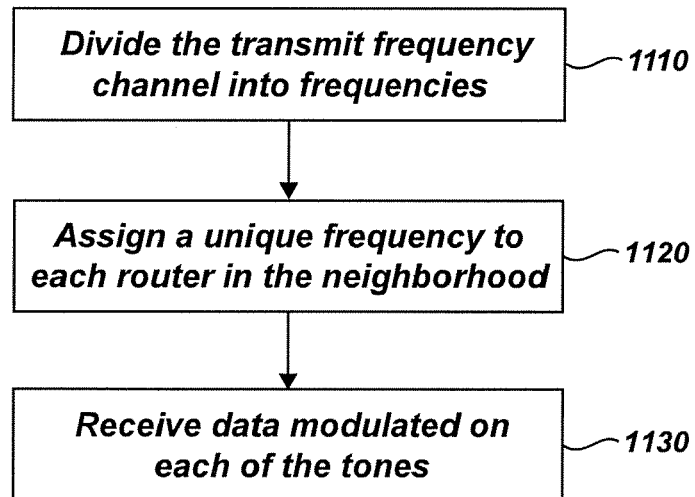 Divide the transmit frequency
channel into frequencies
1110
Assign a unique frequency to
each router in the neighborhood
1120
Receive data modulated on
each of the tones
1130